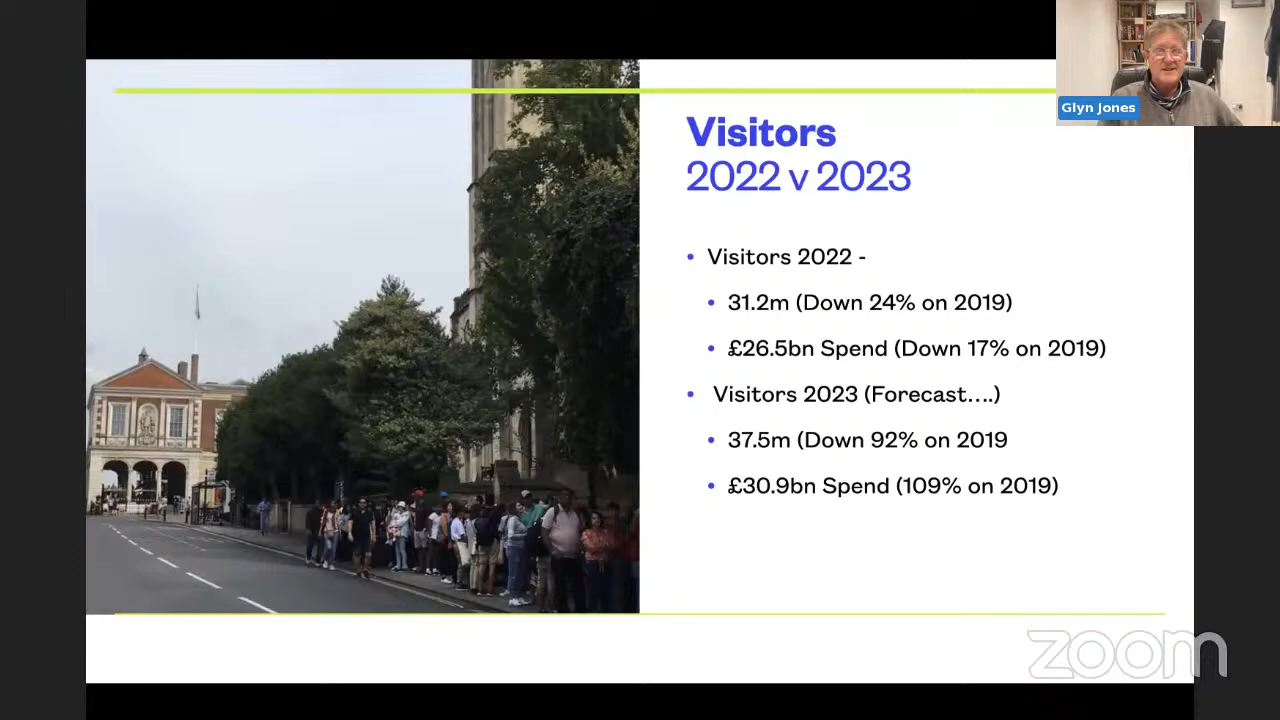 Glyn Jones
Visitors
2022 v 2023
• Visitors 2022 -
• 31.2m (Down 24% on 2019)
• £26.5bn Spend (Down 17% on 2019)
• Visitors 2023 (Forecast....)
• 37.5m (Down 92% on 2019
• £30.9bn Spend (109% on 2019)
zoom